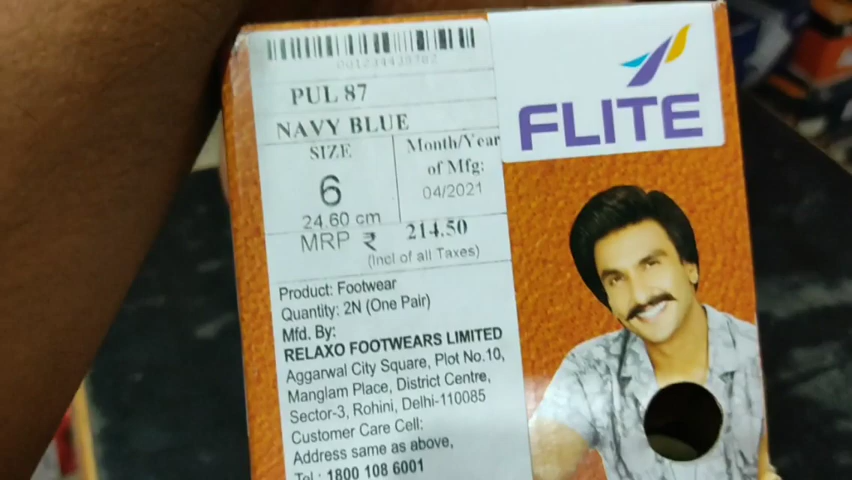 PUL 87
NAVY BLUE
SIZE
6
24.60 cm
Month/Year
of Mfg:
04/2021
MRP ₹ 214.50
(Incl of all Taxes)
Product: Footwear
Quantity: 2N (One Pair)
Mfd. By:
RELAXO FOOTWEARS LIMITED
Aggarwal City Square, Plot No.10,
Manglam Place, District Centre,
Sector-3, Rohini, Delhi-110085
Customer Care Cell:
Address same as above,
Tel.: 1800 108 6001
FLITE